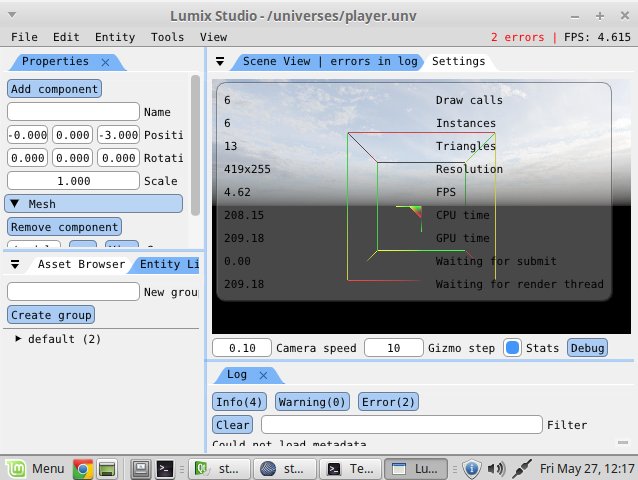 Lumix Studio - /universes/player.unv
File Edit Entity Tools View
2 errors | FPS: 4.615
Properties
Add component
Name
-0.000 0.000 -3.000 Positi
0.000 0.000 0.000 Rotati
1.000 Scale
Mesh
Remove component
Asset Browser Entity Li
New grou
Create group
default (2)
Scene View | errors in log Settings
6 Draw calls
6 Instances
13 Triangles
419x255 Resolution
4.62 FPS
208.15 CPU time
209.18 GPU time
0.00 Waiting for submit
209.18 Waiting for render thread
0.10 Camera speed 10 Gizmo step Stats Debug
Log
Info(4) Warning(0) Error(2)
Clear Filter
Could not load metadata
Menu st... st... Te... Lu... Fri May 27, 12:17